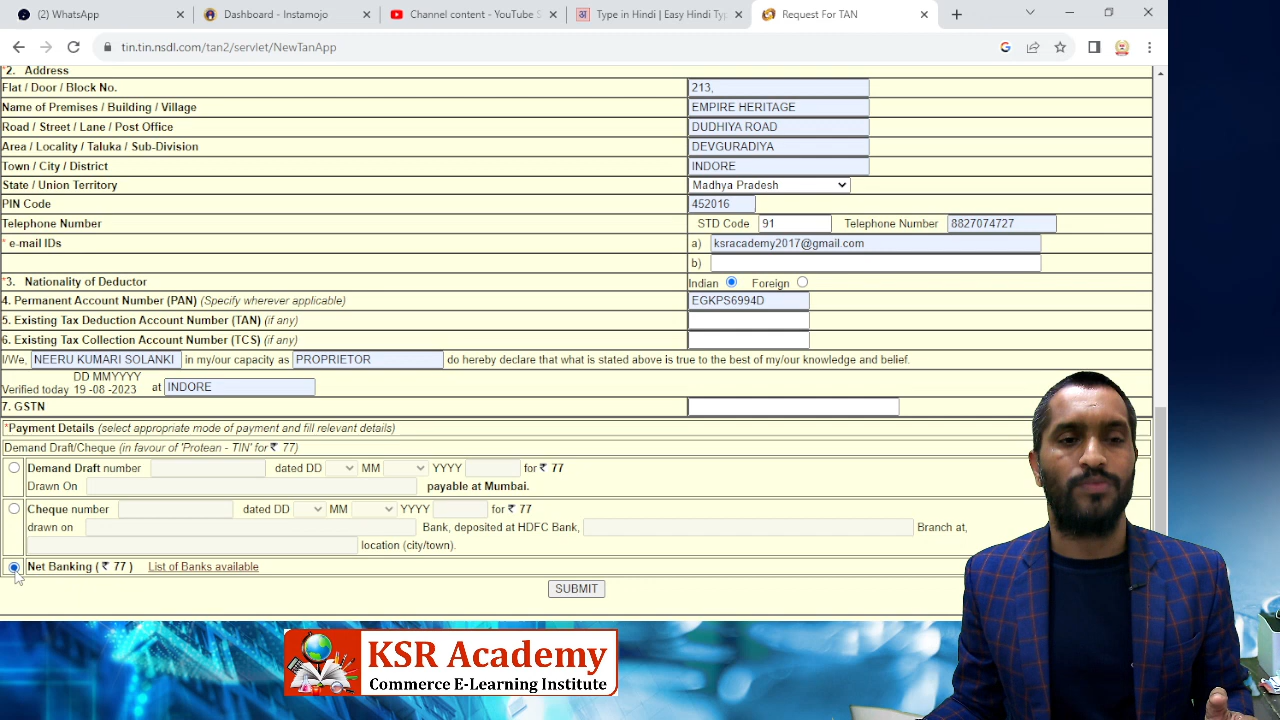 (2) WhatsApp
Dashboard - Instamojo
Channel content - YouTube S
Type in Hindi | Easy Hindi Ty
Request For TAN
tin.tin.nsdl.com/tan2/servlet/NewTanApp
*2. Address
Flat / Door / Block No. 213,
Name of Premises / Building / Village EMPIRE HERITAGE
Road / Street / Lane / Post Office DUDHIYA ROAD
Area / Locality / Taluka / Sub-Division DEVGURADIYA
Town / City / District INDORE
State / Union Territory Madhya Pradesh
PIN Code 452016
Telephone Number STD Code 91 Telephone Number 8827074727
* e-mail IDs a) ksracademy2017@gmail.com
b)
*3. Nationality of Deductor Indian Foreign
4. Permanent Account Number (PAN) (Specify wherever applicable) EGKPS6994D
5. Existing Tax Deduction Account Number (TAN) (if any)
6. Existing Tax Collection Account Number (TCS) (if any)
I/We, NEERU KUMARI SOLANKI in my/our capacity as PROPRIETOR do hereby declare that what is stated above is true to the best of my/our knowledge and belief.
DD MMYYYY
Verified today 19 -08 -2023 at INDORE
7. GSTN
*Payment Details (select appropriate mode of payment and fill relevant details)
Demand Draft/Cheque (in favour of 'Protean - TIN' for ₹ 77)
Demand Draft number dated DD MM YYYY for ₹ 77
Drawn On payable at Mumbai.
Cheque number dated DD MM YYYY for ₹ 77
drawn on Bank, deposited at HDFC Bank, Branch at,
location (city/town).
Net Banking ( ₹ 77 ) List of Banks available
SUBMIT
KSR Academy
Commerce E-Learning Institute